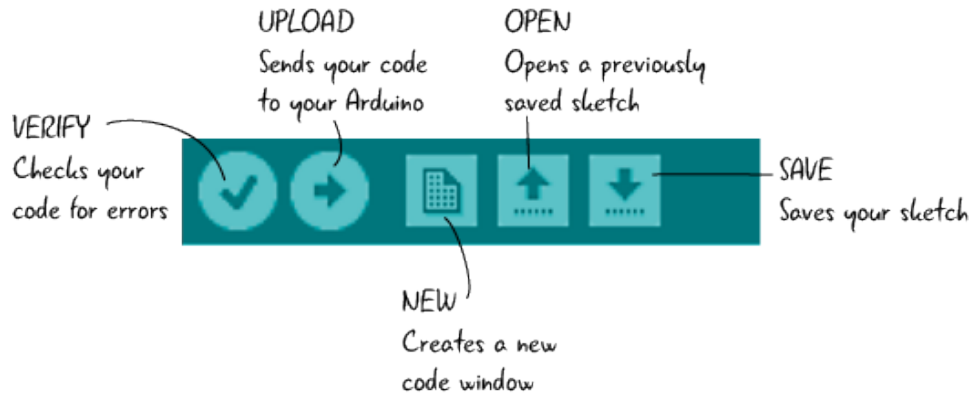 VERIFY
Checks your
code for errors
UPLOAD
Sends your code
to your Arduino
NEW
Creates a new
code window
OPEN
Opens a previously
saved sketch
SAVE
Saves your sketch